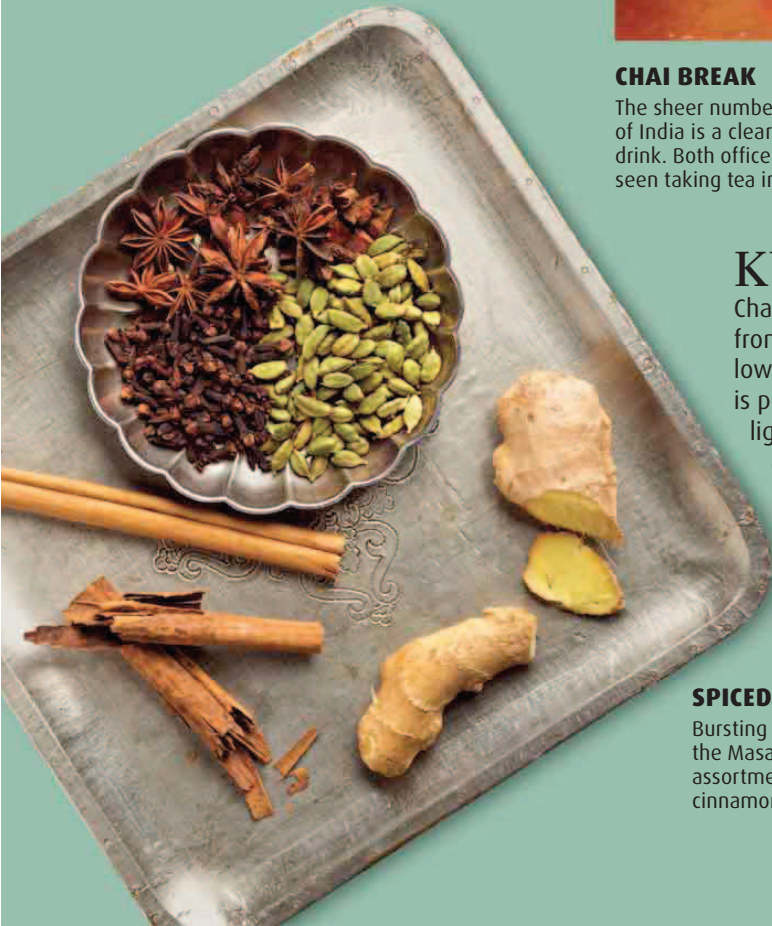 CHAI BREAK
The sheer numbe
of India is a clear
drink. Both office
seen taking tea in
K
Cha
fron
low
is p
lig
SPICED
Bursting
the Masa
assortme
cinnamon